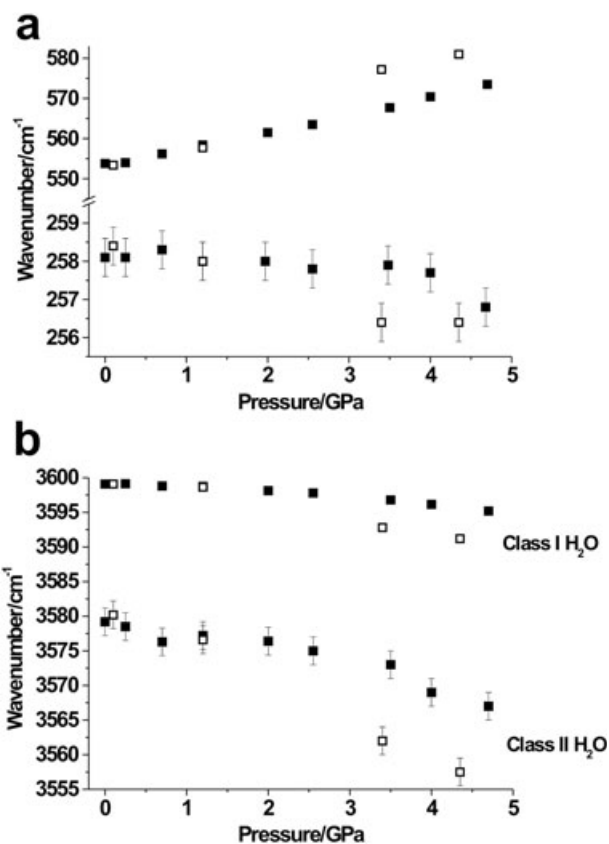 a
580
570
560
550
259
258
257
256
Wavenumber/cm-1
0 1 2 3 4 5
Pressure/GPa
b
3600
3595
3590
3585
3580
3575
3570
3565
3560
3555
Wavenumber/cm-1
Class I H2O
Class II H2O
0 1 2 3 4 5
Pressure/GPa